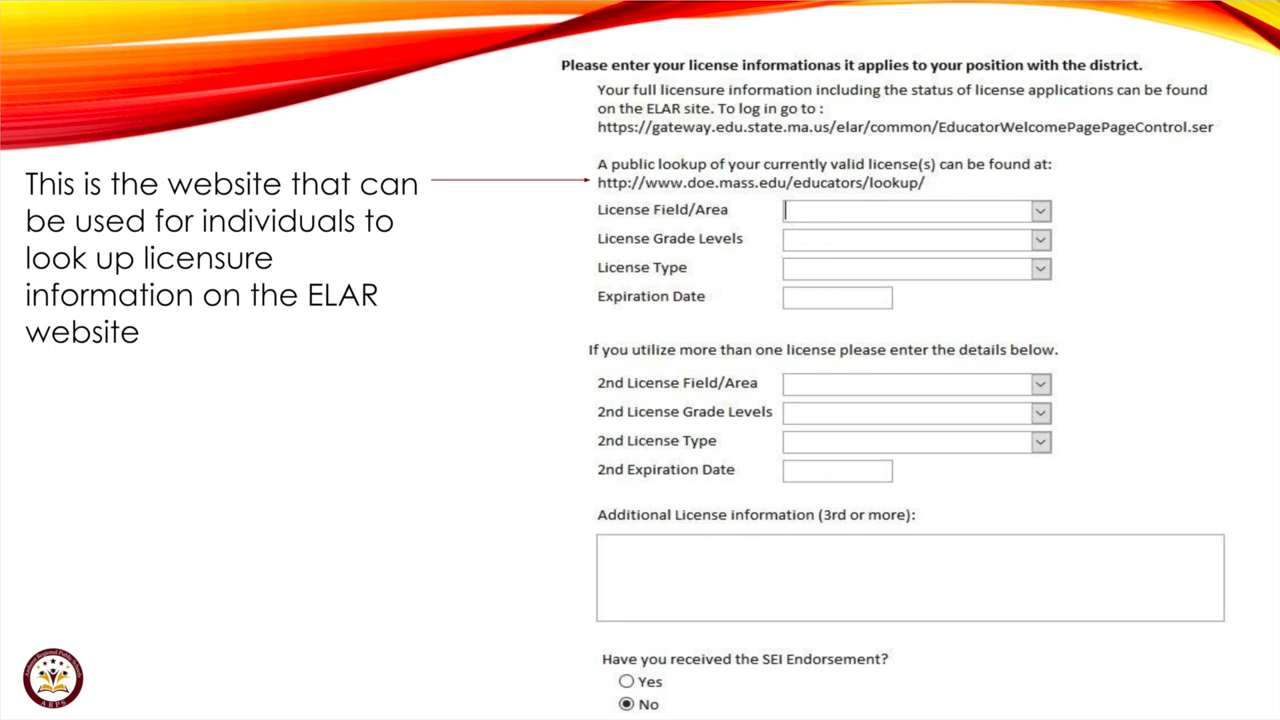 This is the website that can
be used for individuals to
look up licensure
information on the ELAR
website
Please enter your license informationas it applies to your position with the district.
Your full licensure information including the status of license applications can be found
on the ELAR site. To log in go to :
https://gateway.edu.state.ma.us/elar/common/EducatorWelcomePagePageControl.ser
A public lookup of your currently valid license(s) can be found at:
http://www.doe.mass.edu/educators/lookup/
License Field/Area
License Grade Levels
License Type
Expiration Date
If you utilize more than one license please enter the details below.
2nd License Field/Area
2nd License Grade Levels
2nd License Type
2nd Expiration Date
Additional License information (3rd or more):
Have you received the SEI Endorsement?
Yes
No
Amherst Regional Public Schools
ARPS